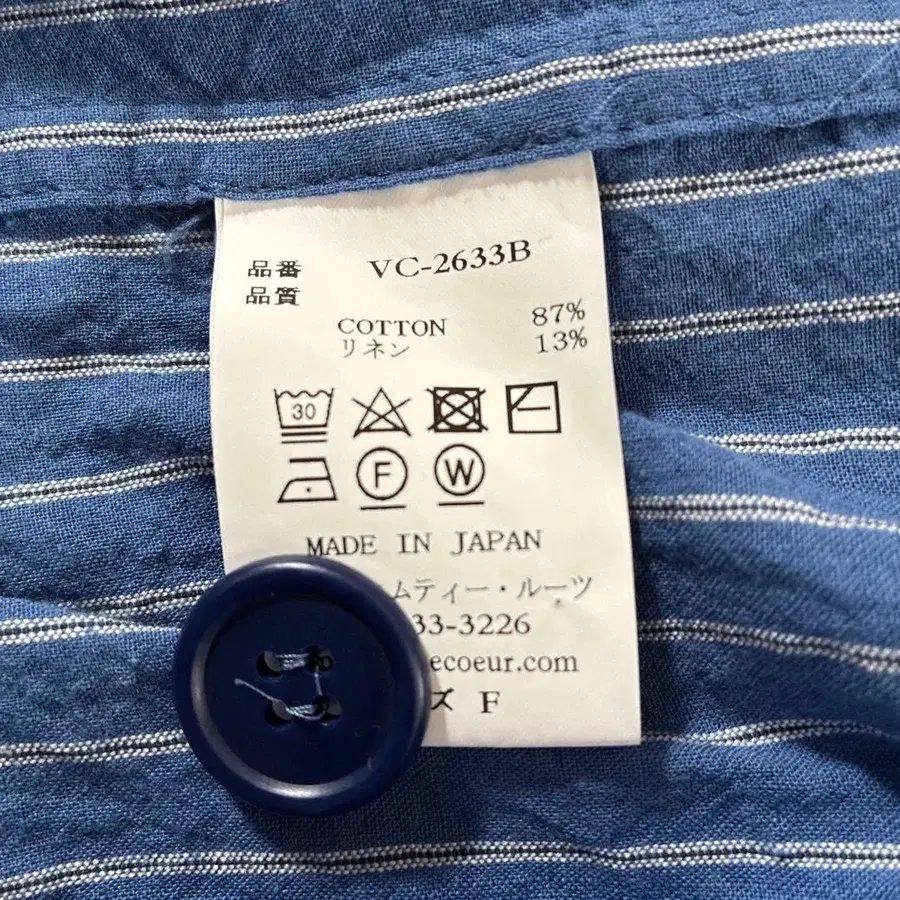 品番 VC-2633B
品質
COTTON 87%
リネン 13%
30
F W
MADE IN JAPAN
ムティー・ルーツ
33-3226
ecoeur.com
ズ F